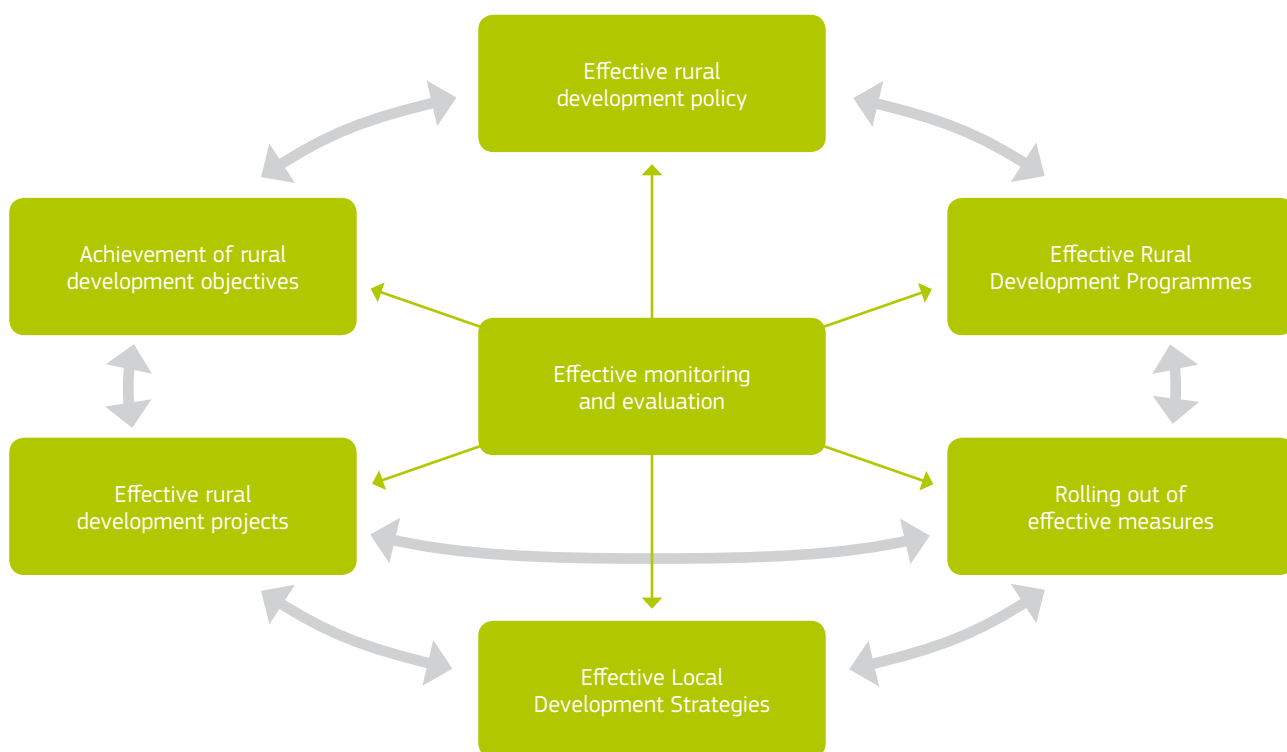 Effective rural
development policy
Achievement of rural
development objectives
Effective Rural
Development Programmes
Effective monitoring
and evaluation
Effective rural
development projects
Rolling out of
effective measures
Effective Local
Development Strategies